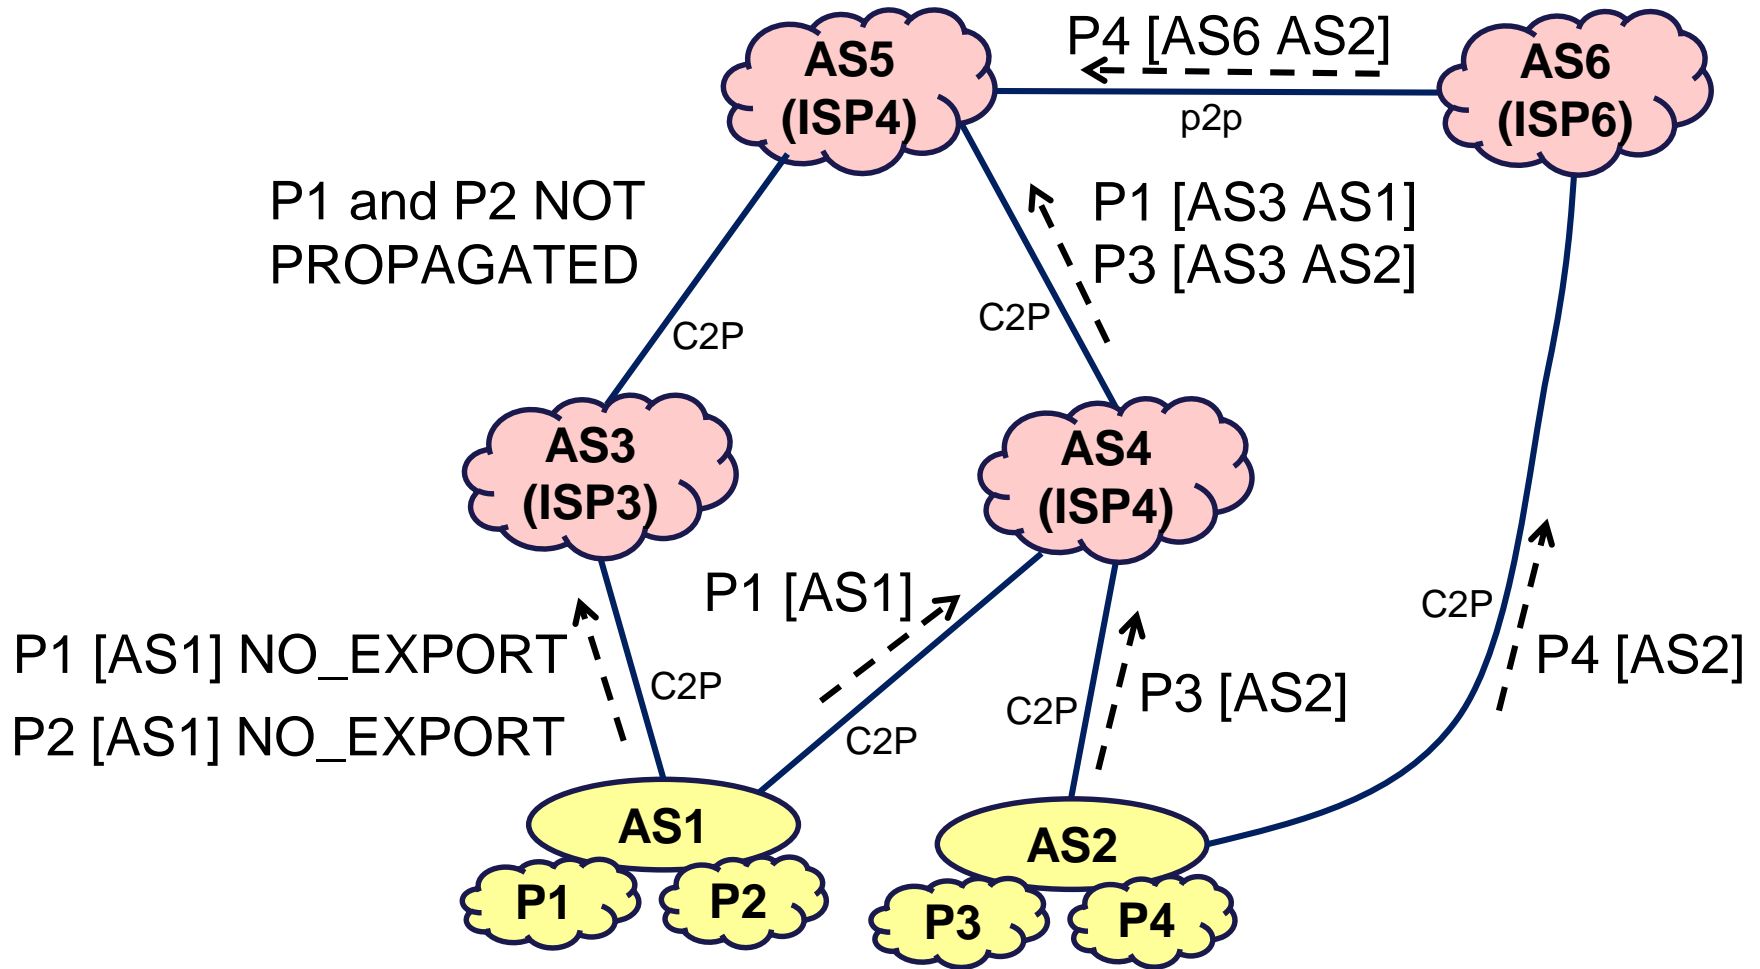 AS5
(ISP4)
P4 [AS6 AS2]
p2p
AS6
(ISP6)
P1 and P2 NOT
PROPAGATED
C2P
P1 [AS3 AS1]
P3 [AS3 AS2]
C2P
AS3
(ISP3)
AS4
(ISP4)
P1 [AS1] NO_EXPORT
P2 [AS1] NO_EXPORT
C2P
P1 [AS1]
C2P
C2P
P3 [AS2]
C2P
P4 [AS2]
AS1
P1
P2
AS2
P3
P4